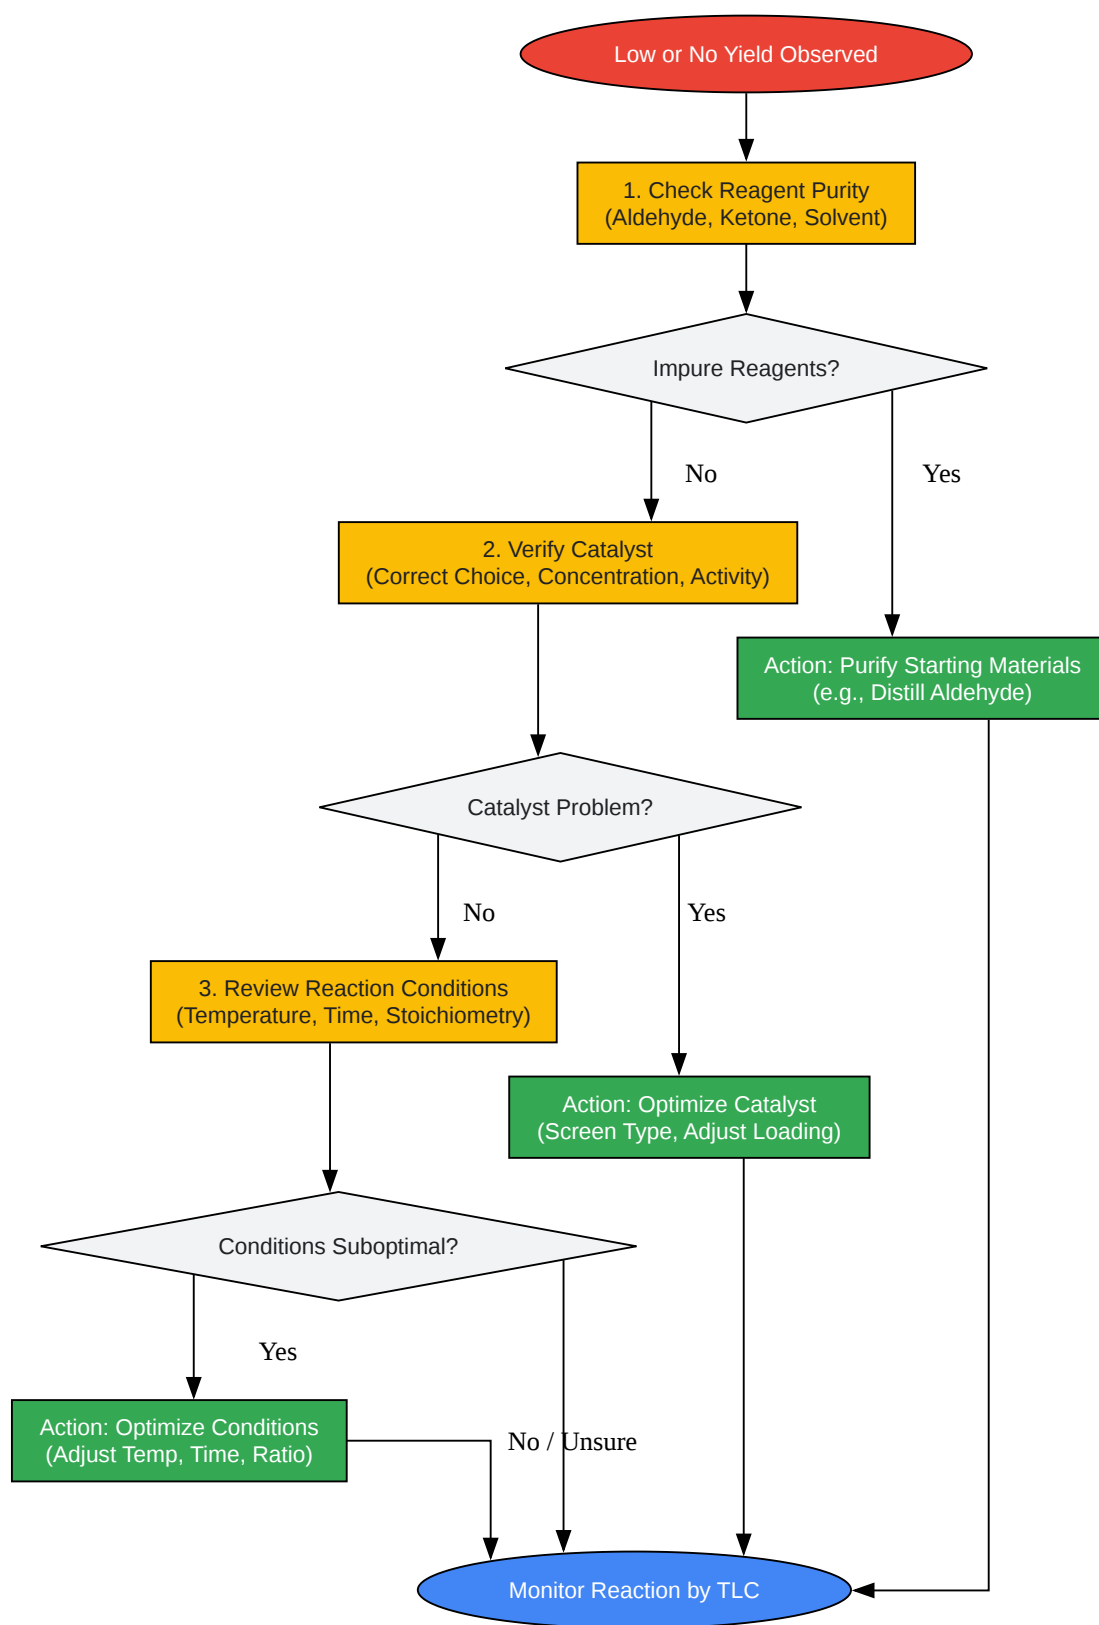 Low or No Yield Observed
1. Check Reagent Purity
(Aldehyde, Ketone, Solvent)
Impure Reagents?
No
Yes
2. Verify Catalyst
(Correct Choice, Concentration, Activity)
Action: Purify Starting Materials
(e.g., Distill Aldehyde)
Catalyst Problem?
No
Yes
3. Review Reaction Conditions
(Temperature, Time, Stoichiometry)
Action: Optimize Catalyst
(Screen Type, Adjust Loading)
Conditions Suboptimal?
Yes
Action: Optimize Conditions
(Adjust Temp, Time, Ratio)
No / Unsure
Monitor Reaction by TLC